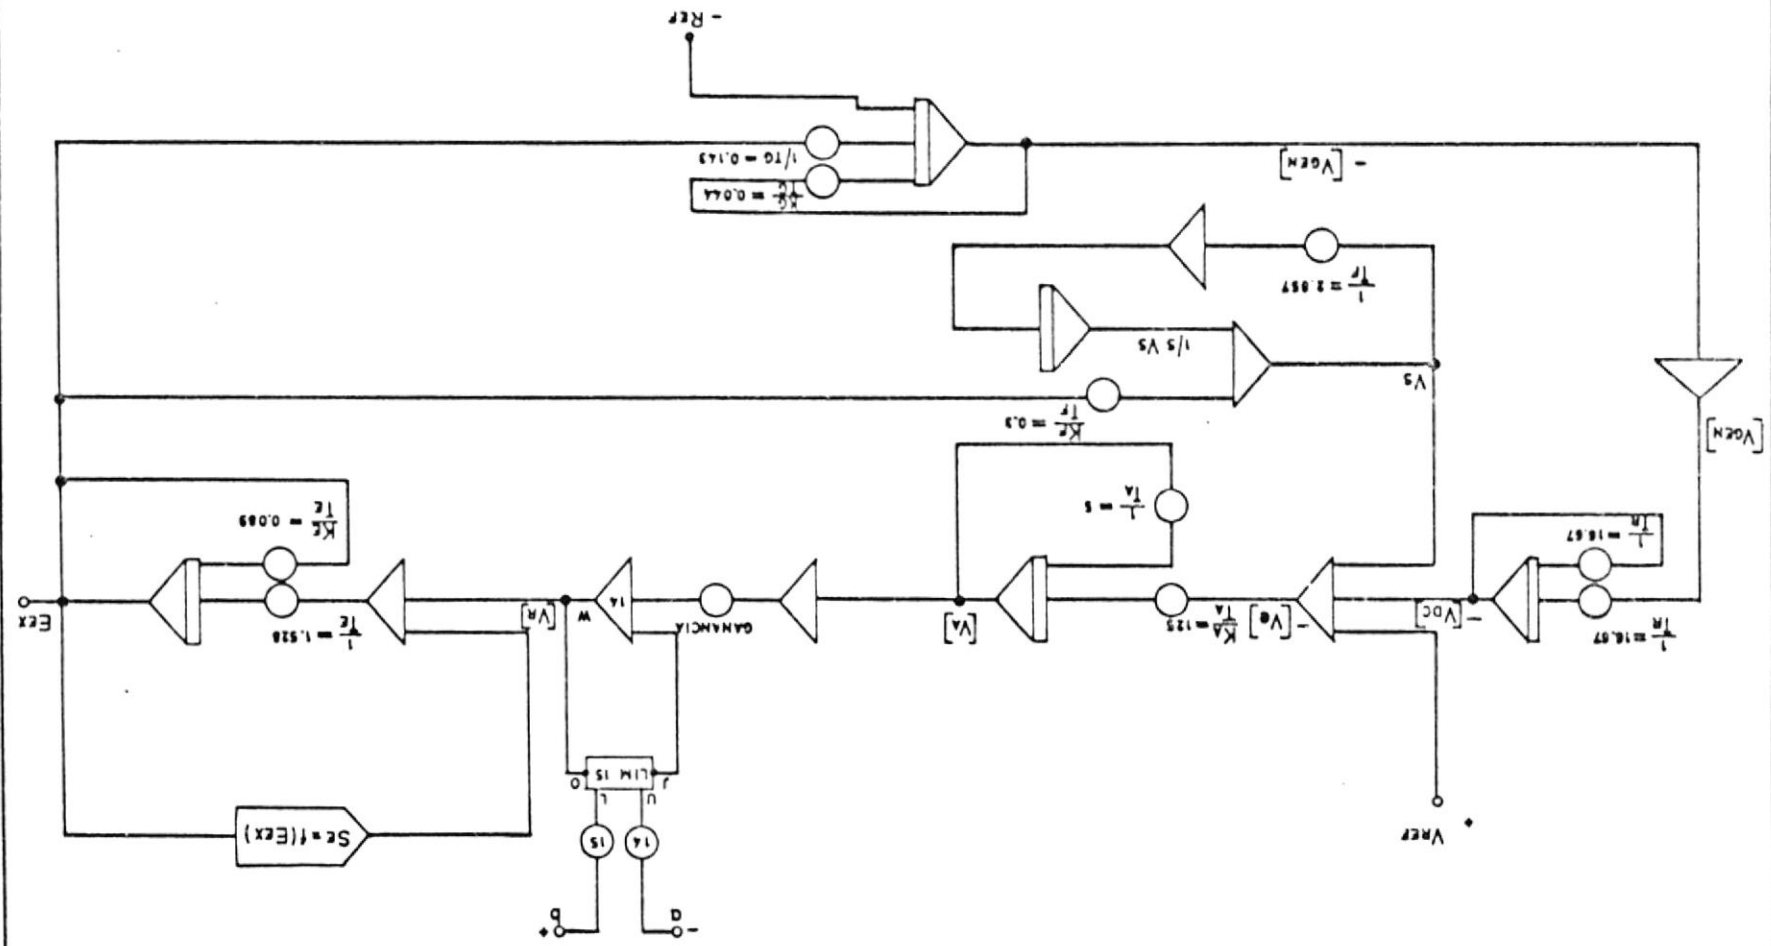 - a
b +
14
15
+
VREF
U
L
J
LIM 15
O
SE = f(EEX)
1/TR = 16.67
- [VDC]
- [Ve]
KA/TA = 125
[VA]
GANANCIA
14
W
[VR]
1/TE = 1.528
EEX
1/TR = 16.67
1/TA = 5
KE/TE = 0.089
[VGEN]
KF/TF = 0.3
VS
1/S VS
1/TF = 2.857
- [VGEN]
KG/TG = 0.044
1/TG = 0.143
- REF